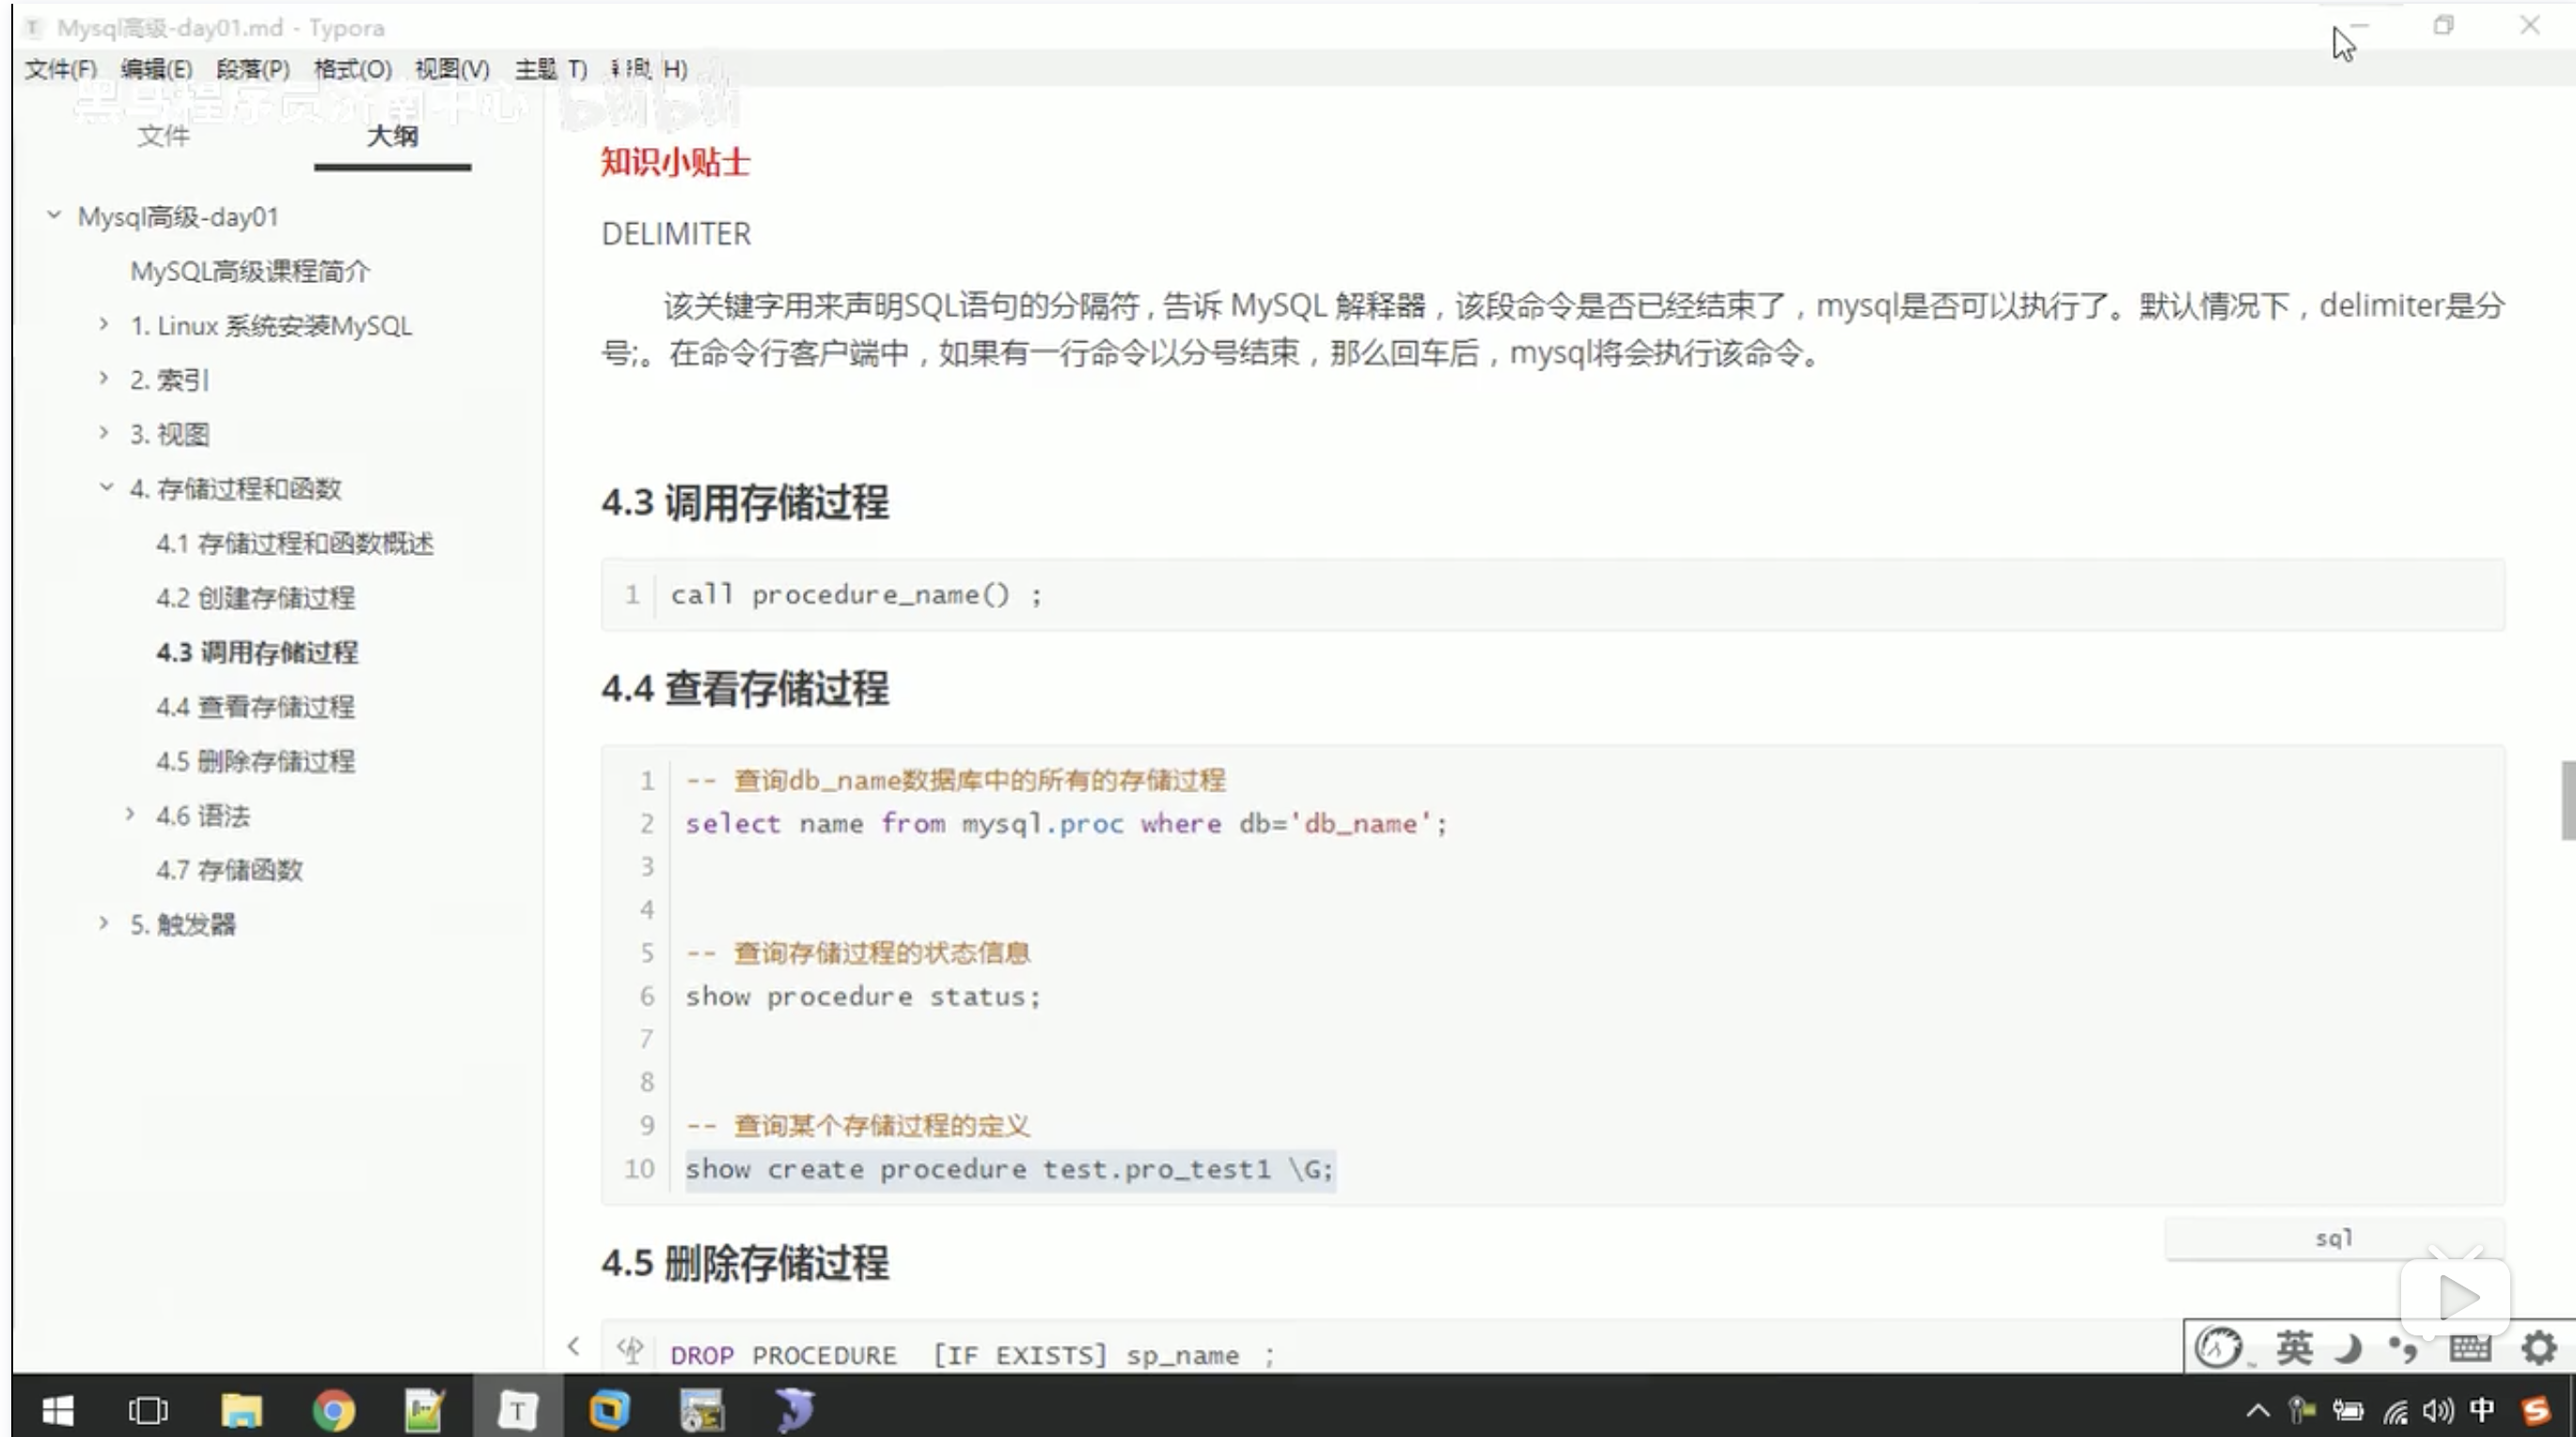 Mysql高级-day01.md - Typora
文件(F) 编辑(E) 段落(P) 格式(O) 视图(V) 主题 T) 帮助 H)
黑马程序员济南中心 bilibili
文件 大纲
Mysql高级-day01
MySQL高级课程简介
1. Linux 系统安装MySQL
2. 索引
3. 视图
4. 存储过程和函数
4.1 存储过程和函数概述
4.2 创建存储过程
4.3 调用存储过程
4.4 查看存储过程
4.5 删除存储过程
4.6 语法
4.7 存储函数
5. 触发器
知识小贴士
DELIMITER
该关键字用来声明SQL语句的分隔符 , 告诉 MySQL 解释器，该段命令是否已经结束了，mysql是否可以执行了。默认情况下，delimiter是分
号;。在命令行客户端中，如果有一行命令以分号结束，那么回车后，mysql将会执行该命令。
4.3 调用存储过程
1 call procedure_name() ;
4.4 查看存储过程
1 -- 查询db_name数据库中的所有的存储过程
2 select name from mysql.proc where db='db_name';
3
4
5 -- 查询存储过程的状态信息
6 show procedure status;
7
8
9 -- 查询某个存储过程的定义
10 show create procedure test.pro_test1 \G;
sql
4.5 删除存储过程
DROP PROCEDURE [IF EXISTS] sp_name ;
英
T
中
S